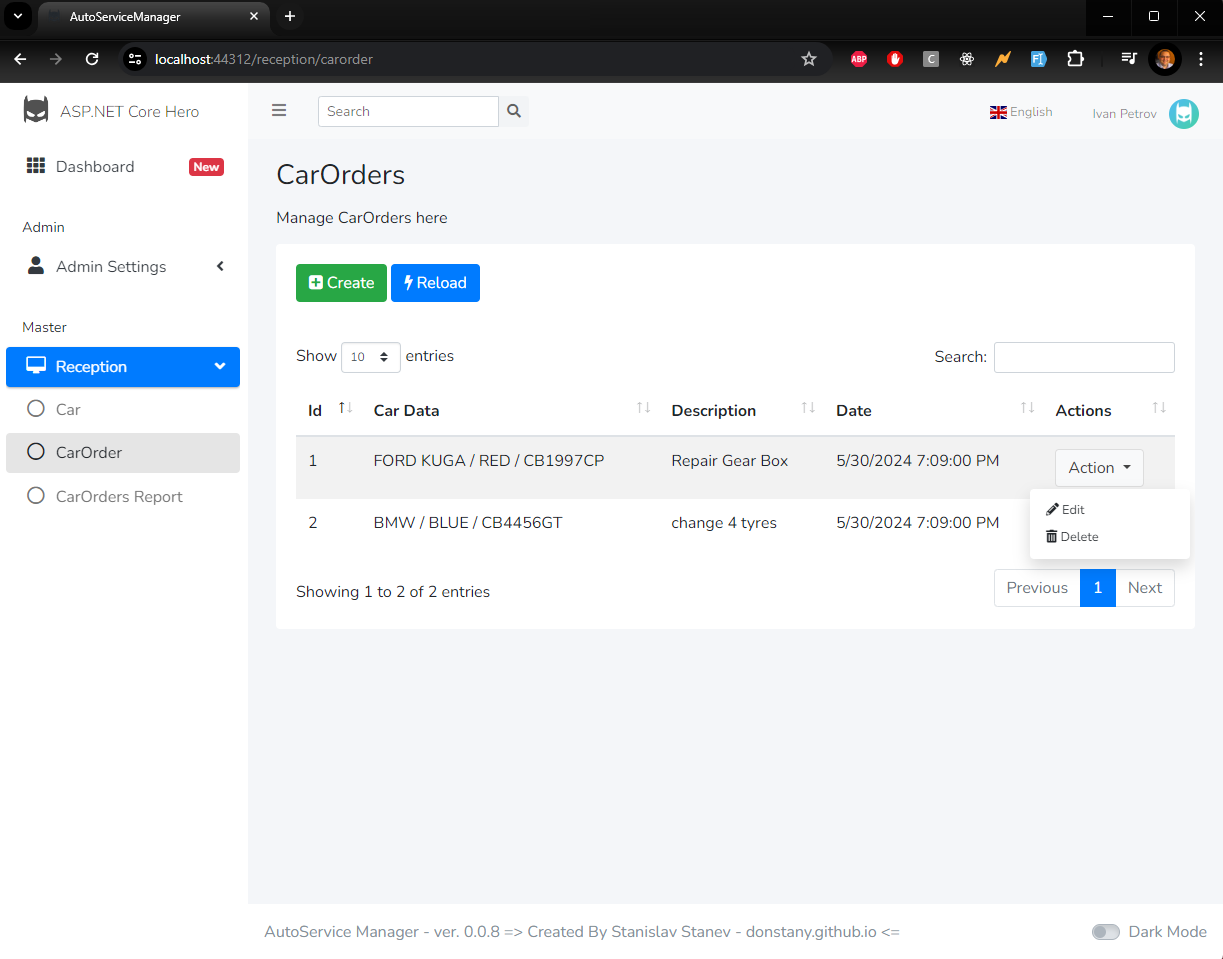 AutoServiceManager
localhost:44312/reception/carorder
ABP
C
ASP.NET Core Hero
Search
English
Ivan Petrov
Dashboard
New
Admin
Admin Settings
Master
Reception
Car
CarOrder
CarOrders Report
CarOrders
Manage CarOrders here
Create
Reload
Show 10 entries
Search:
Id Car Data Description Date Actions
1 FORD KUGA / RED / CB1997CP Repair Gear Box 5/30/2024 7:09:00 PM Action
2 BMW / BLUE / CB4456GT change 4 tyres 5/30/2024 7:09:00 PM
Edit
Delete
Showing 1 to 2 of 2 entries
Previous 1 Next
AutoService Manager - ver. 0.0.8 => Created By Stanislav Stanev - donstany.github.io <=
Dark Mode